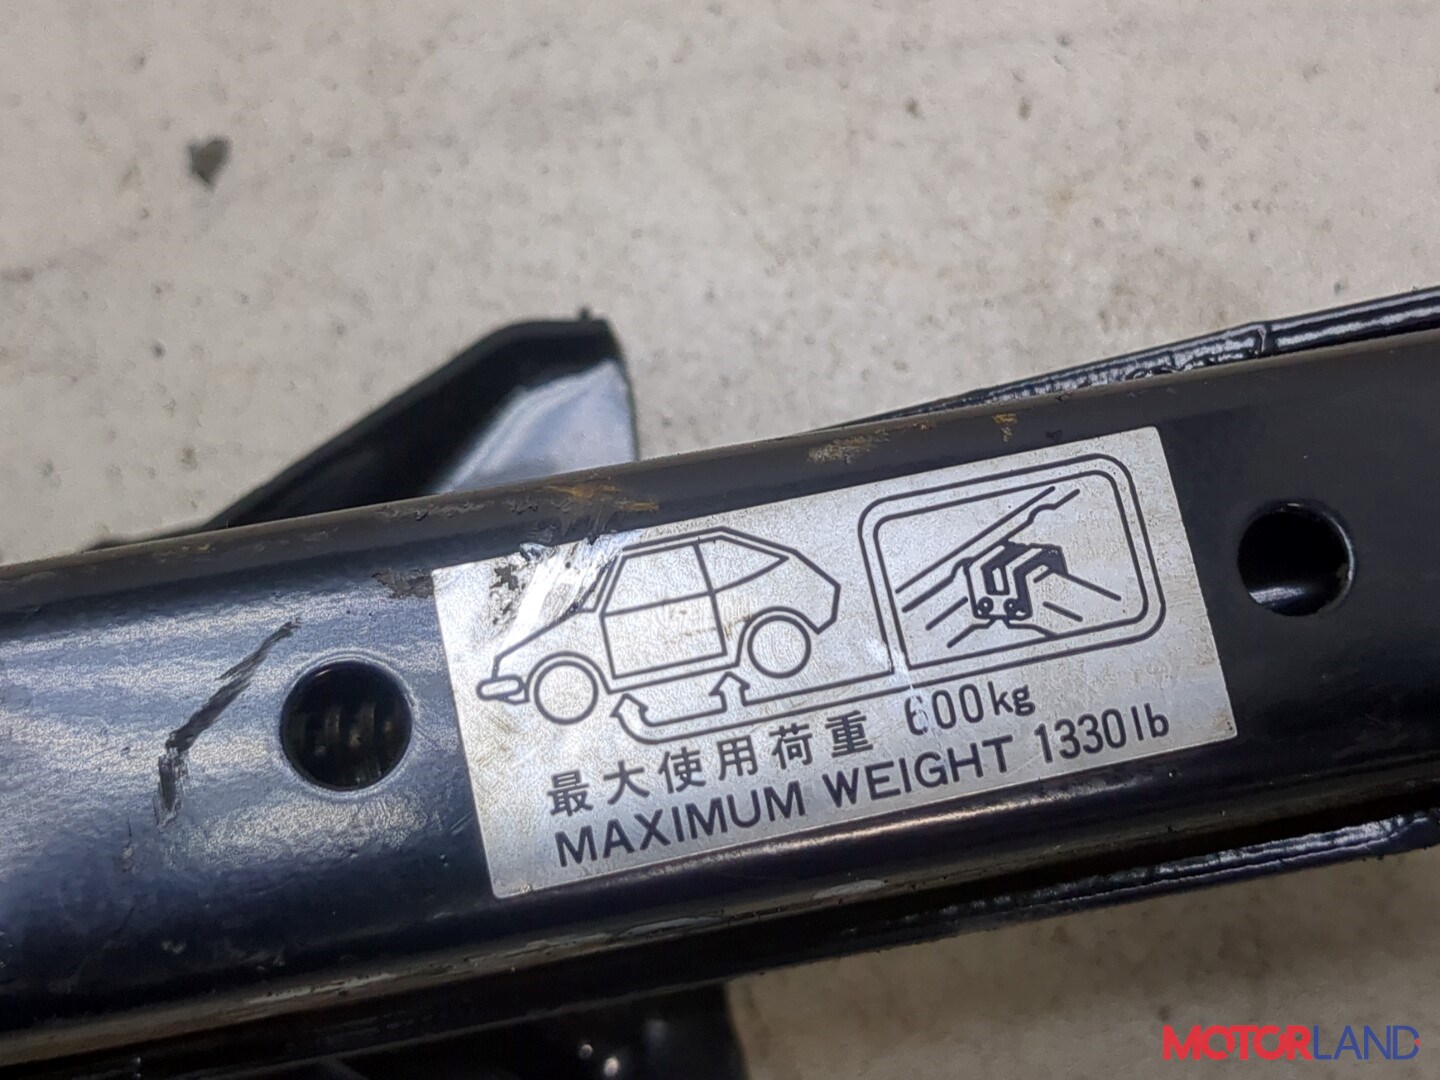 最大使用荷重 600kg
MAXIMUM WEIGHT 1330lb
MOTORLAND